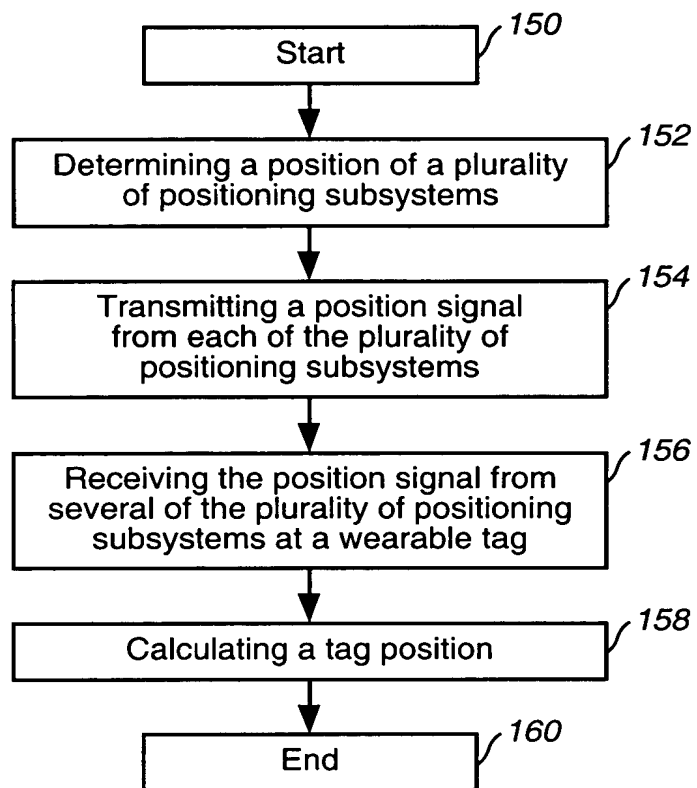 150
Start
152
Determining a position of a plurality
of positioning subsystems
154
Transmitting a position signal
from each of the plurality of
positioning subsystems
156
Receiving the position signal from
several of the plurality of positioning
subsystems at a wearable tag
158
Calculating a tag position
160
End